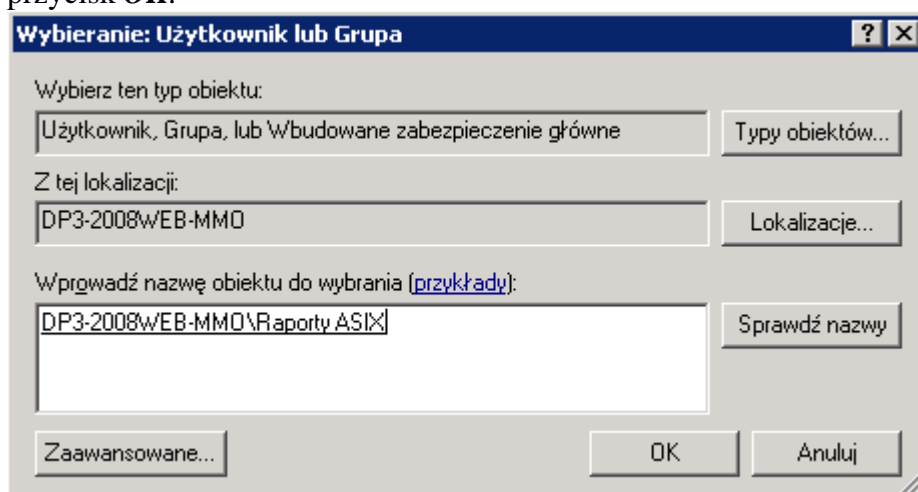 przycisk OK.
Wybieranie: Użytkownik lub Grupa
Wybierz ten typ obiektu:
Użytkownik, Grupa, lub Wbudowane zabezpieczenie główne
Typy obiektów...
Z tej lokalizacji:
DP3-2008WEB-MMO
Lokalizacje...
Wprowadź nazwę obiektu do wybrania (przykłady):
DP3-2008WEB-MMO\Raporty ASIX
Sprawdź nazwy
Zaawansowane...
OK
Anuluj